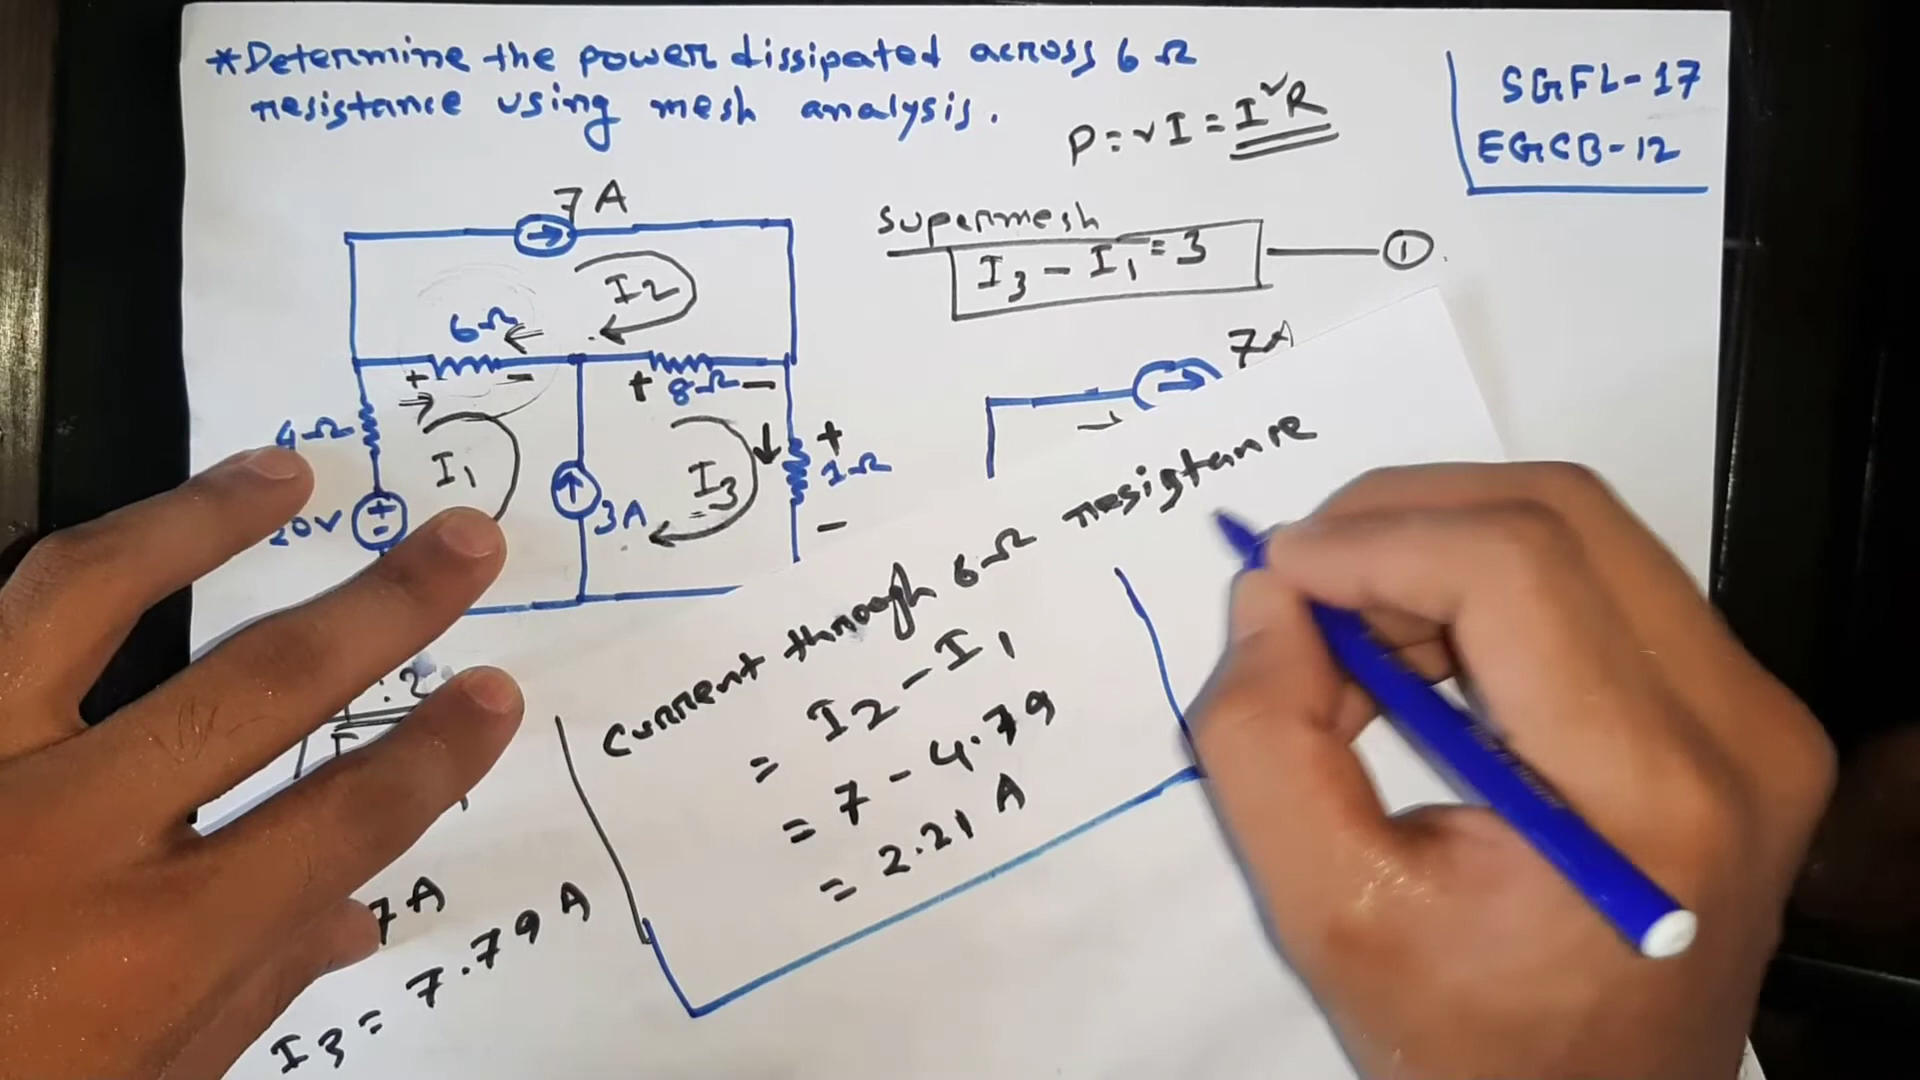 *Determine the power dissipated across 6Ω
resistance using mesh analysis.
P = VI = I²R
SGFL-17
EGCB-12
7A
Supermesh
I3 - I1 = 3 — ①
I2
6Ω
+ -
+ 8Ω -
4Ω
I1
I3
+
1Ω
-
20V
+
-
3A
7A
Current through 6Ω resistance
= I2 - I1
= 7 - 4.79
= 2.21 A
7A
I3 = 7.79 A